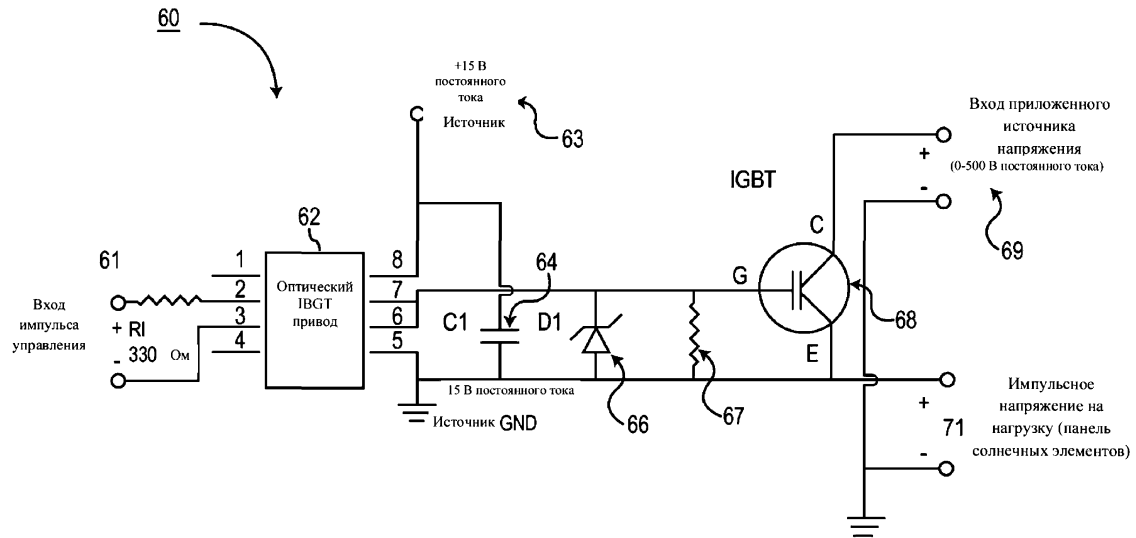 60
+15 В
постоянного
тока
Источник
63
Вход приложенного
источника
напряжения
(0-500 В постоянного тока)
+
-
69
IGBT
C
G
E
68
61
Вход
импульса
управления
+ RI
- 330 Ом
62
1
2
3
4
Оптический
IBGT
привод
8
7
6
5
64
C1
D1
15 В постоянного тока
Источник GND
66
67
+
-
71
Импульсное
напряжение на
нагрузку (панель
солнечных элементов)